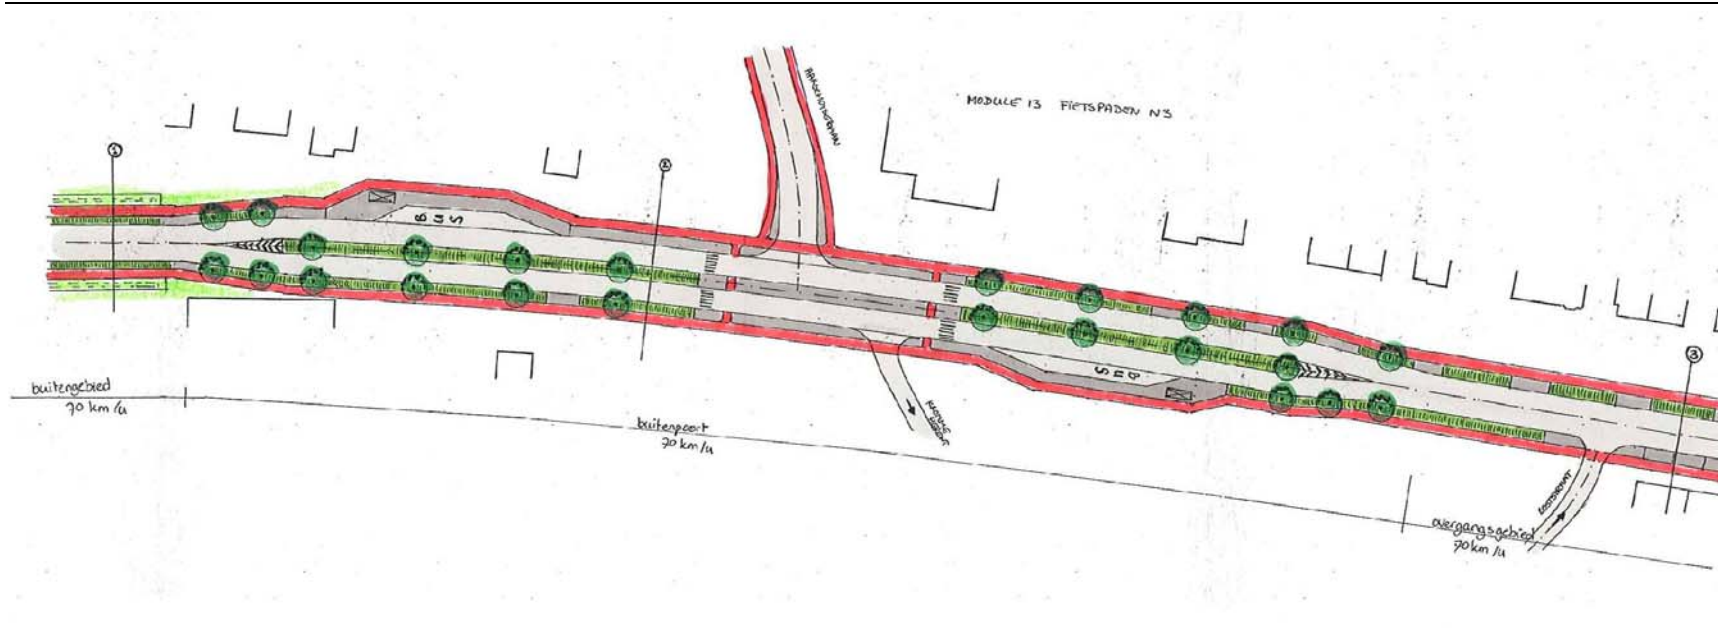 MODULE 13 FIETSPADEN N3
1
2
BUS
BUS
3
buitengebied
70 km/u
buitenpoort
70 km/u
overgangsgebied
70 km/u